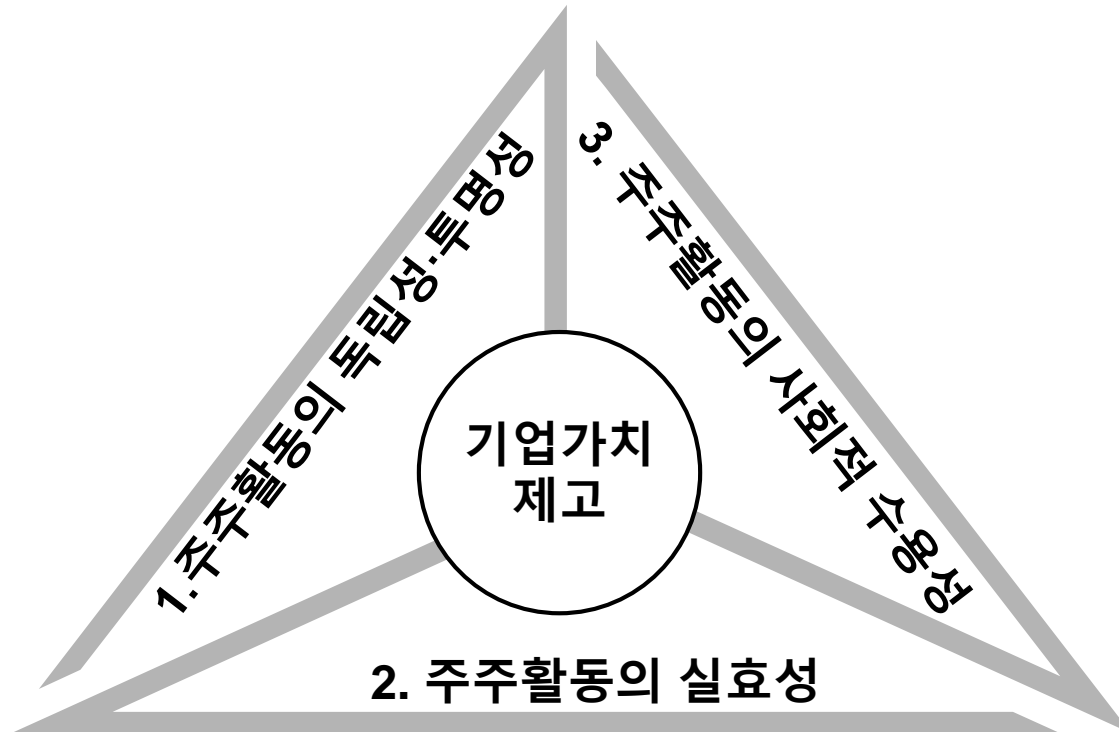 1.주주활동의 독립성·투명성
3. 주주활동의 사회적 수용성
기업가치
제고
2. 주주활동의 실효성